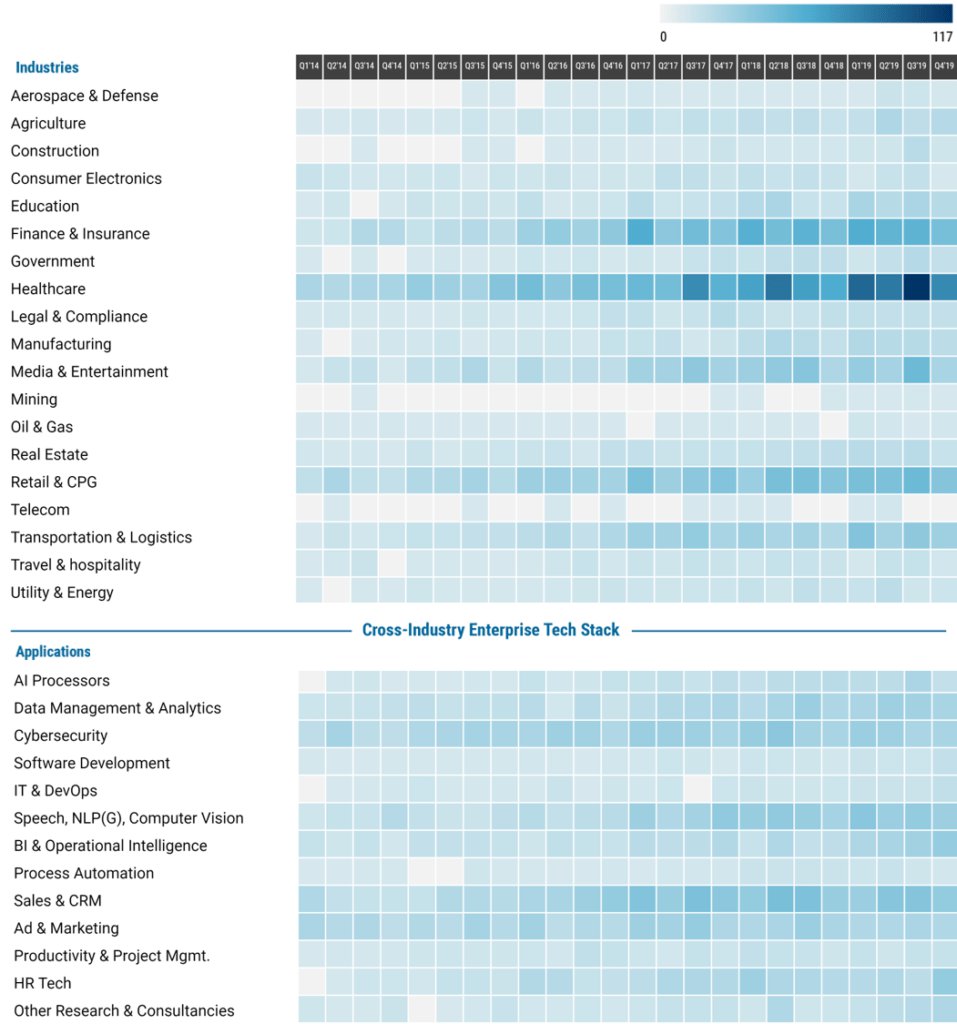 0 117
Industries Q1'14 Q2'14 Q3'14 Q4'14 Q1'15 Q2'15 Q3'15 Q4'15 Q1'16 Q2'16 Q3'16 Q4'16 Q1'17 Q2'17 Q3'17 Q4'17 Q1'18 Q2'18 Q3'18 Q4'18 Q1'19 Q2'19 Q3'19 Q4'19
Aerospace & Defense
Agriculture
Construction
Consumer Electronics
Education
Finance & Insurance
Government
Healthcare
Legal & Compliance
Manufacturing
Media & Entertainment
Mining
Oil & Gas
Real Estate
Retail & CPG
Telecom
Transportation & Logistics
Travel & hospitality
Utility & Energy
Cross-Industry Enterprise Tech Stack
Applications
AI Processors
Data Management & Analytics
Cybersecurity
Software Development
IT & DevOps
Speech, NLP(G), Computer Vision
BI & Operational Intelligence
Process Automation
Sales & CRM
Ad & Marketing
Productivity & Project Mgmt.
HR Tech
Other Research & Consultancies